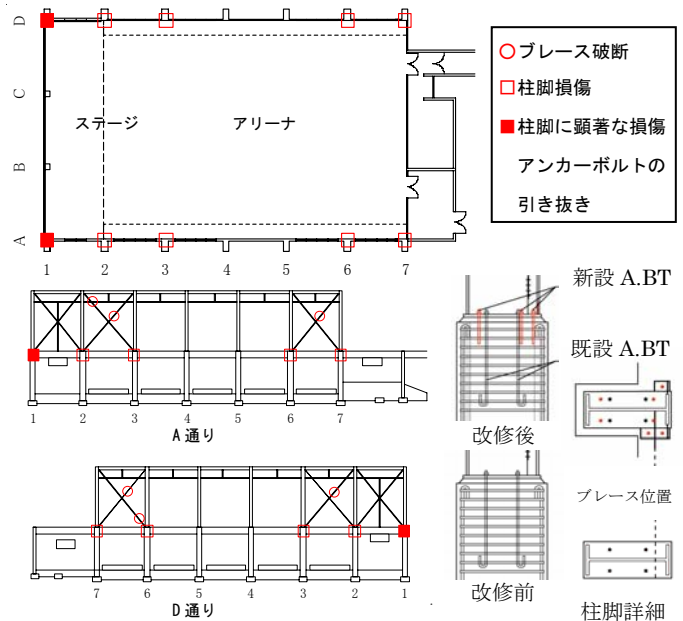 D
C
B
A
ステージ
アリーナ
1 2 3 4 5 6 7
ブレース破断
柱脚損傷
柱脚に顕著な損傷
アンカーボルトの
引き抜き
1 2 3 4 5 6 7
A通り
7 6 5 4 3 2 1
D通り
新設 A.BT
既設 A.BT
改修後
ブレース位置
改修前
柱脚詳細